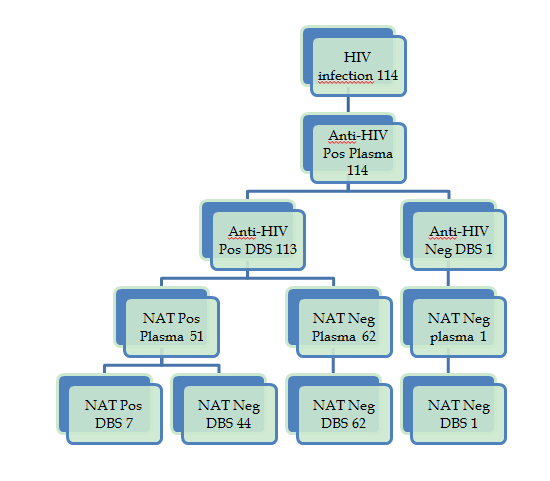 HIV
infection 114
Anti-HIV
Pos Plasma
114
Anti-HIV
Pos DBS 113
Anti-HIV
Neg DBS 1
NAT Pos
Plasma 51
NAT Neg
Plasma 62
NAT Neg
plasma 1
NAT Pos
DBS 7
NAT Neg
DBS 44
NAT Neg
DBS 62
NAT Neg
DBS 1